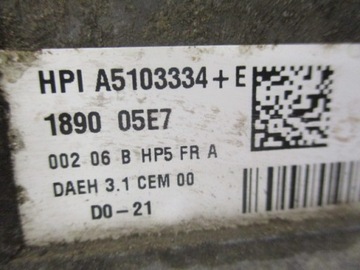 HPI A5103334+E
1890 05E7
002 06 B HP5 FR A
DAEH 3.1 CEM 00
D0-21